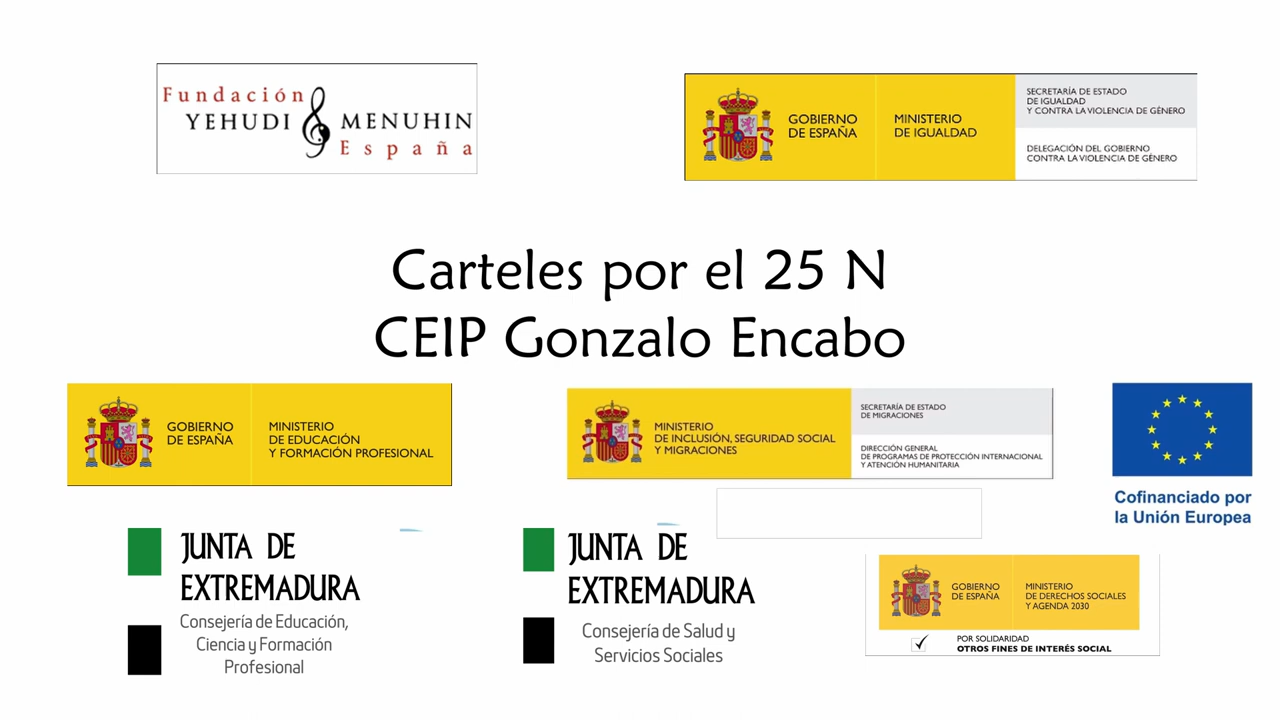 Fundación
YEHUDI MENUHIN
España
GOBIERNO
DE ESPAÑA
MINISTERIO
DE IGUALDAD
SECRETARÍA DE ESTADO
DE IGUALDAD
Y CONTRA LA VIOLENCIA DE GÉNERO
DELEGACIÓN DEL GOBIERNO
CONTRA LA VIOLENCIA DE GÉNERO
Carteles por el 25 N
CEIP Gonzalo Encabo
GOBIERNO
DE ESPAÑA
MINISTERIO
DE EDUCACIÓN
Y FORMACIÓN PROFESIONAL
MINISTERIO
DE INCLUSIÓN, SEGURIDAD SOCIAL
Y MIGRACIONES
SECRETARÍA DE ESTADO
DE MIGRACIONES
DIRECCIÓN GENERAL
DE PROGRAMAS DE PROTECCIÓN INTERNACIONAL
Y ATENCIÓN HUMANITARIA
Cofinanciado por
la Unión Europea
JUNTA DE
EXTREMADURA
Consejería de Educación,
Ciencia y Formación
Profesional
JUNTA DE
EXTREMADURA
Consejería de Salud y
Servicios Sociales
GOBIERNO
DE ESPAÑA
MINISTERIO
DE DERECHOS SOCIALES
Y AGENDA 2030
POR SOLIDARIDAD
OTROS FINES DE INTERÉS SOCIAL